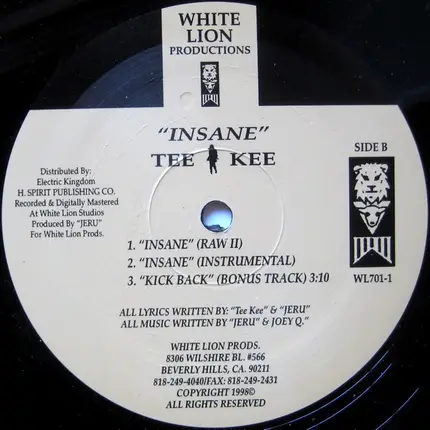 WHITE
LION
PRODUCTIONS
"INSANE"
TEE KEE
SIDE B
Distributed By:
Electric Kingdom
H. SPIRIT PUBLISHING CO.
Recorded & Digitally Mastered
At White Lion Studios
Produced By "JERU"
For White Lion Prods.
WL701-1
1. "INSANE" (RAW II)
2. "INSANE" (INSTRUMENTAL)
3. "KICK BACK" (BONUS TRACK) 3:10
ALL LYRICS WRITTEN BY: "Tee Kee" & "JERU"
ALL MUSIC WRITTEN BY "JERU" & JOEY Q."
WHITE LION PRODS.
8306 WILSHIRE BL. #566
BEVERLY HILLS, CA. 90211
818-249-4040/FAX: 818-249-2431
COPYRIGHT 1998©
ALL RIGHTS RESERVED